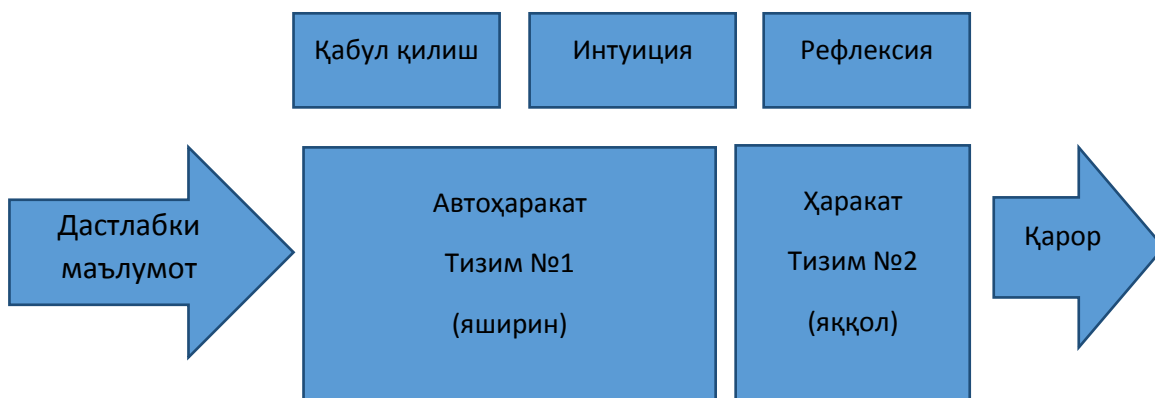 Қабул қилиш
Интуиция
Рефлексия
Дастлабки
маълумот
Автоҳаракат
Тизим №1
(яширин)
Ҳаракат
Тизим №2
(яққол)
Қарор